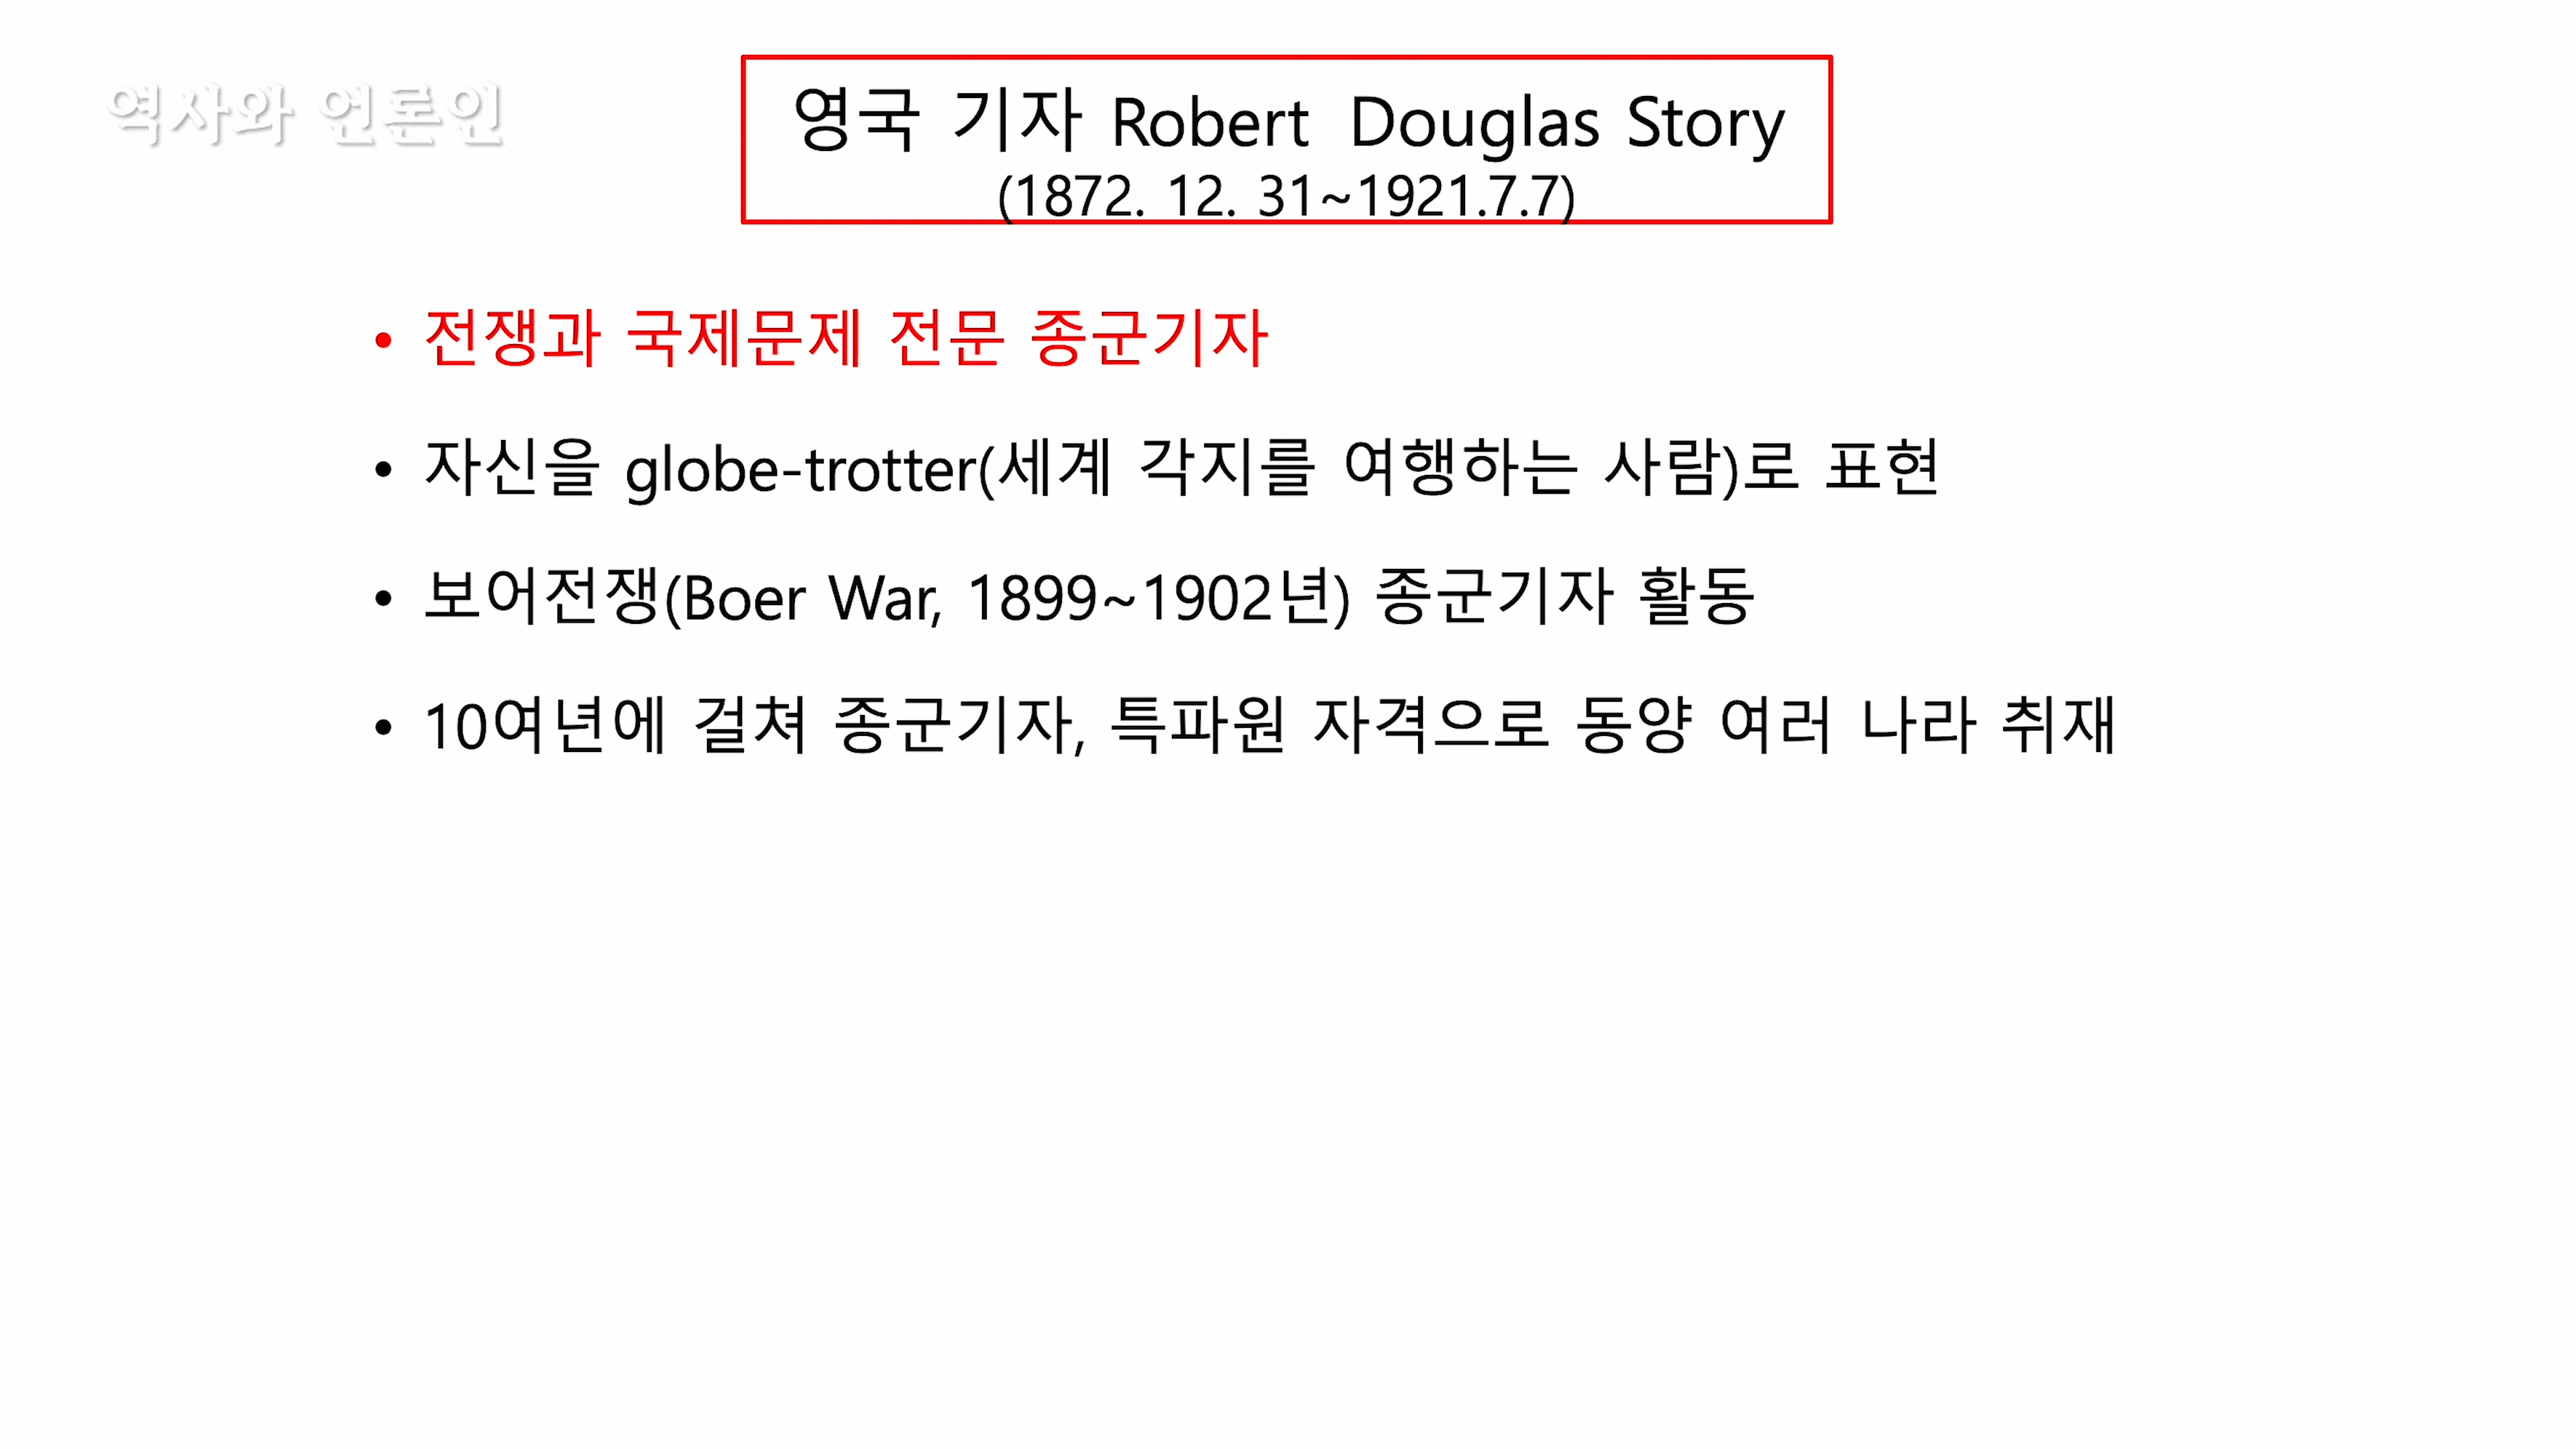 역사와 언론인
영국 기자 Robert Douglas Story
(1872. 12. 31~1921.7.7)
• 전쟁과 국제문제 전문 종군기자
• 자신을 globe-trotter(세계 각지를 여행하는 사람)로 표현
• 보어전쟁(Boer War, 1899~1902년) 종군기자 활동
• 10여년에 걸쳐 종군기자, 특파원 자격으로 동양 여러 나라 취재